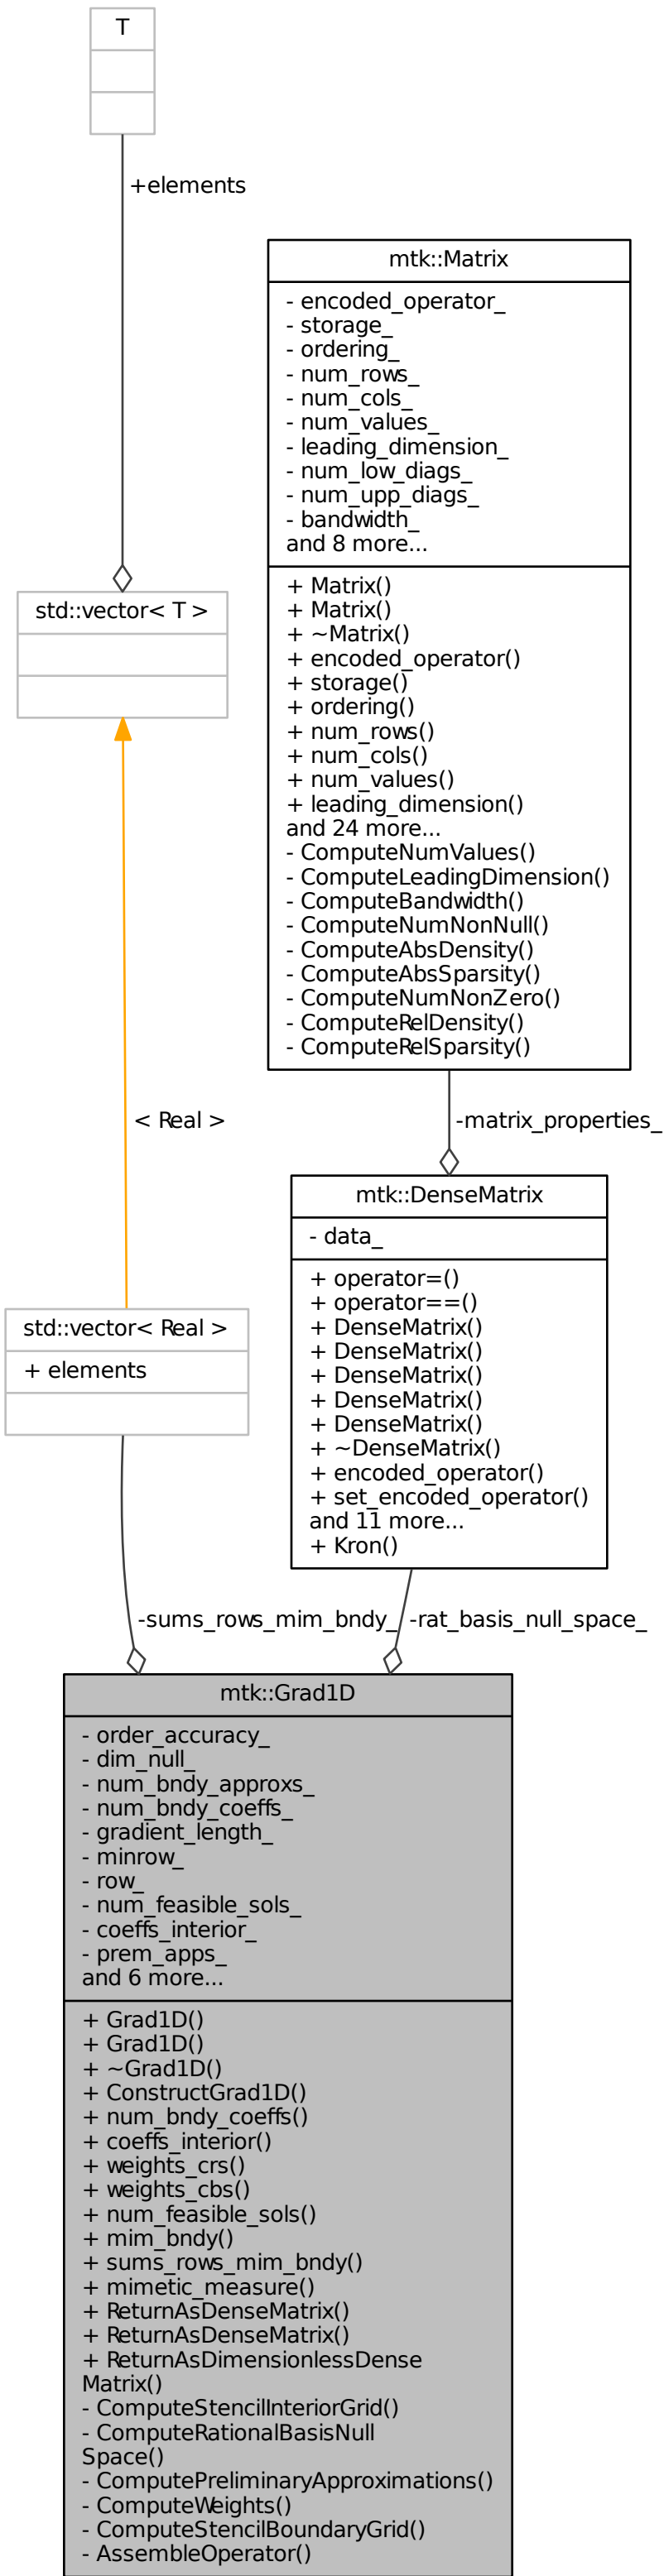 T
+elements
mtk::Matrix
- encoded_operator_
- storage_
- ordering_
- num_rows_
- num_cols_
- num_values_
- leading_dimension_
- num_low_diags_
- num_upp_diags_
- bandwidth_
and 8 more...
+ Matrix()
+ Matrix()
+ ~Matrix()
+ encoded_operator()
+ storage()
+ ordering()
+ num_rows()
+ num_cols()
+ num_values()
+ leading_dimension()
and 24 more...
- ComputeNumValues()
- ComputeLeadingDimension()
- ComputeBandwidth()
- ComputeNumNonNull()
- ComputeAbsDensity()
- ComputeAbsSparsity()
- ComputeNumNonZero()
- ComputeRelDensity()
- ComputeRelSparsity()
std::vector< T >
< Real >
-matrix_properties_
mtk::DenseMatrix
- data_
+ operator=()
+ operator==()
+ DenseMatrix()
+ DenseMatrix()
+ DenseMatrix()
+ DenseMatrix()
+ DenseMatrix()
+ ~DenseMatrix()
+ encoded_operator()
+ set_encoded_operator()
and 11 more...
+ Kron()
std::vector< Real >
+ elements
-sums_rows_mim_bndy_
-rat_basis_null_space_
mtk::Grad1D
- order_accuracy_
- dim_null_
- num_bndy_approxs_
- num_bndy_coeffs_
- gradient_length_
- minrow_
- row_
- num_feasible_sols_
- coeffs_interior_
- prem_apps_
and 6 more...
+ Grad1D()
+ Grad1D()
+ ~Grad1D()
+ ConstructGrad1D()
+ num_bndy_coeffs()
+ coeffs_interior()
+ weights_crs()
+ weights_cbs()
+ num_feasible_sols()
+ mim_bndy()
+ sums_rows_mim_bndy()
+ mimetic_measure()
+ ReturnAsDenseMatrix()
+ ReturnAsDenseMatrix()
+ ReturnAsDimensionlessDense
Matrix()
- ComputeStencilInteriorGrid()
- ComputeRationalBasisNull
Space()
- ComputePreliminaryApproximations()
- ComputeWeights()
- ComputeStencilBoundaryGrid()
- AssembleOperator()